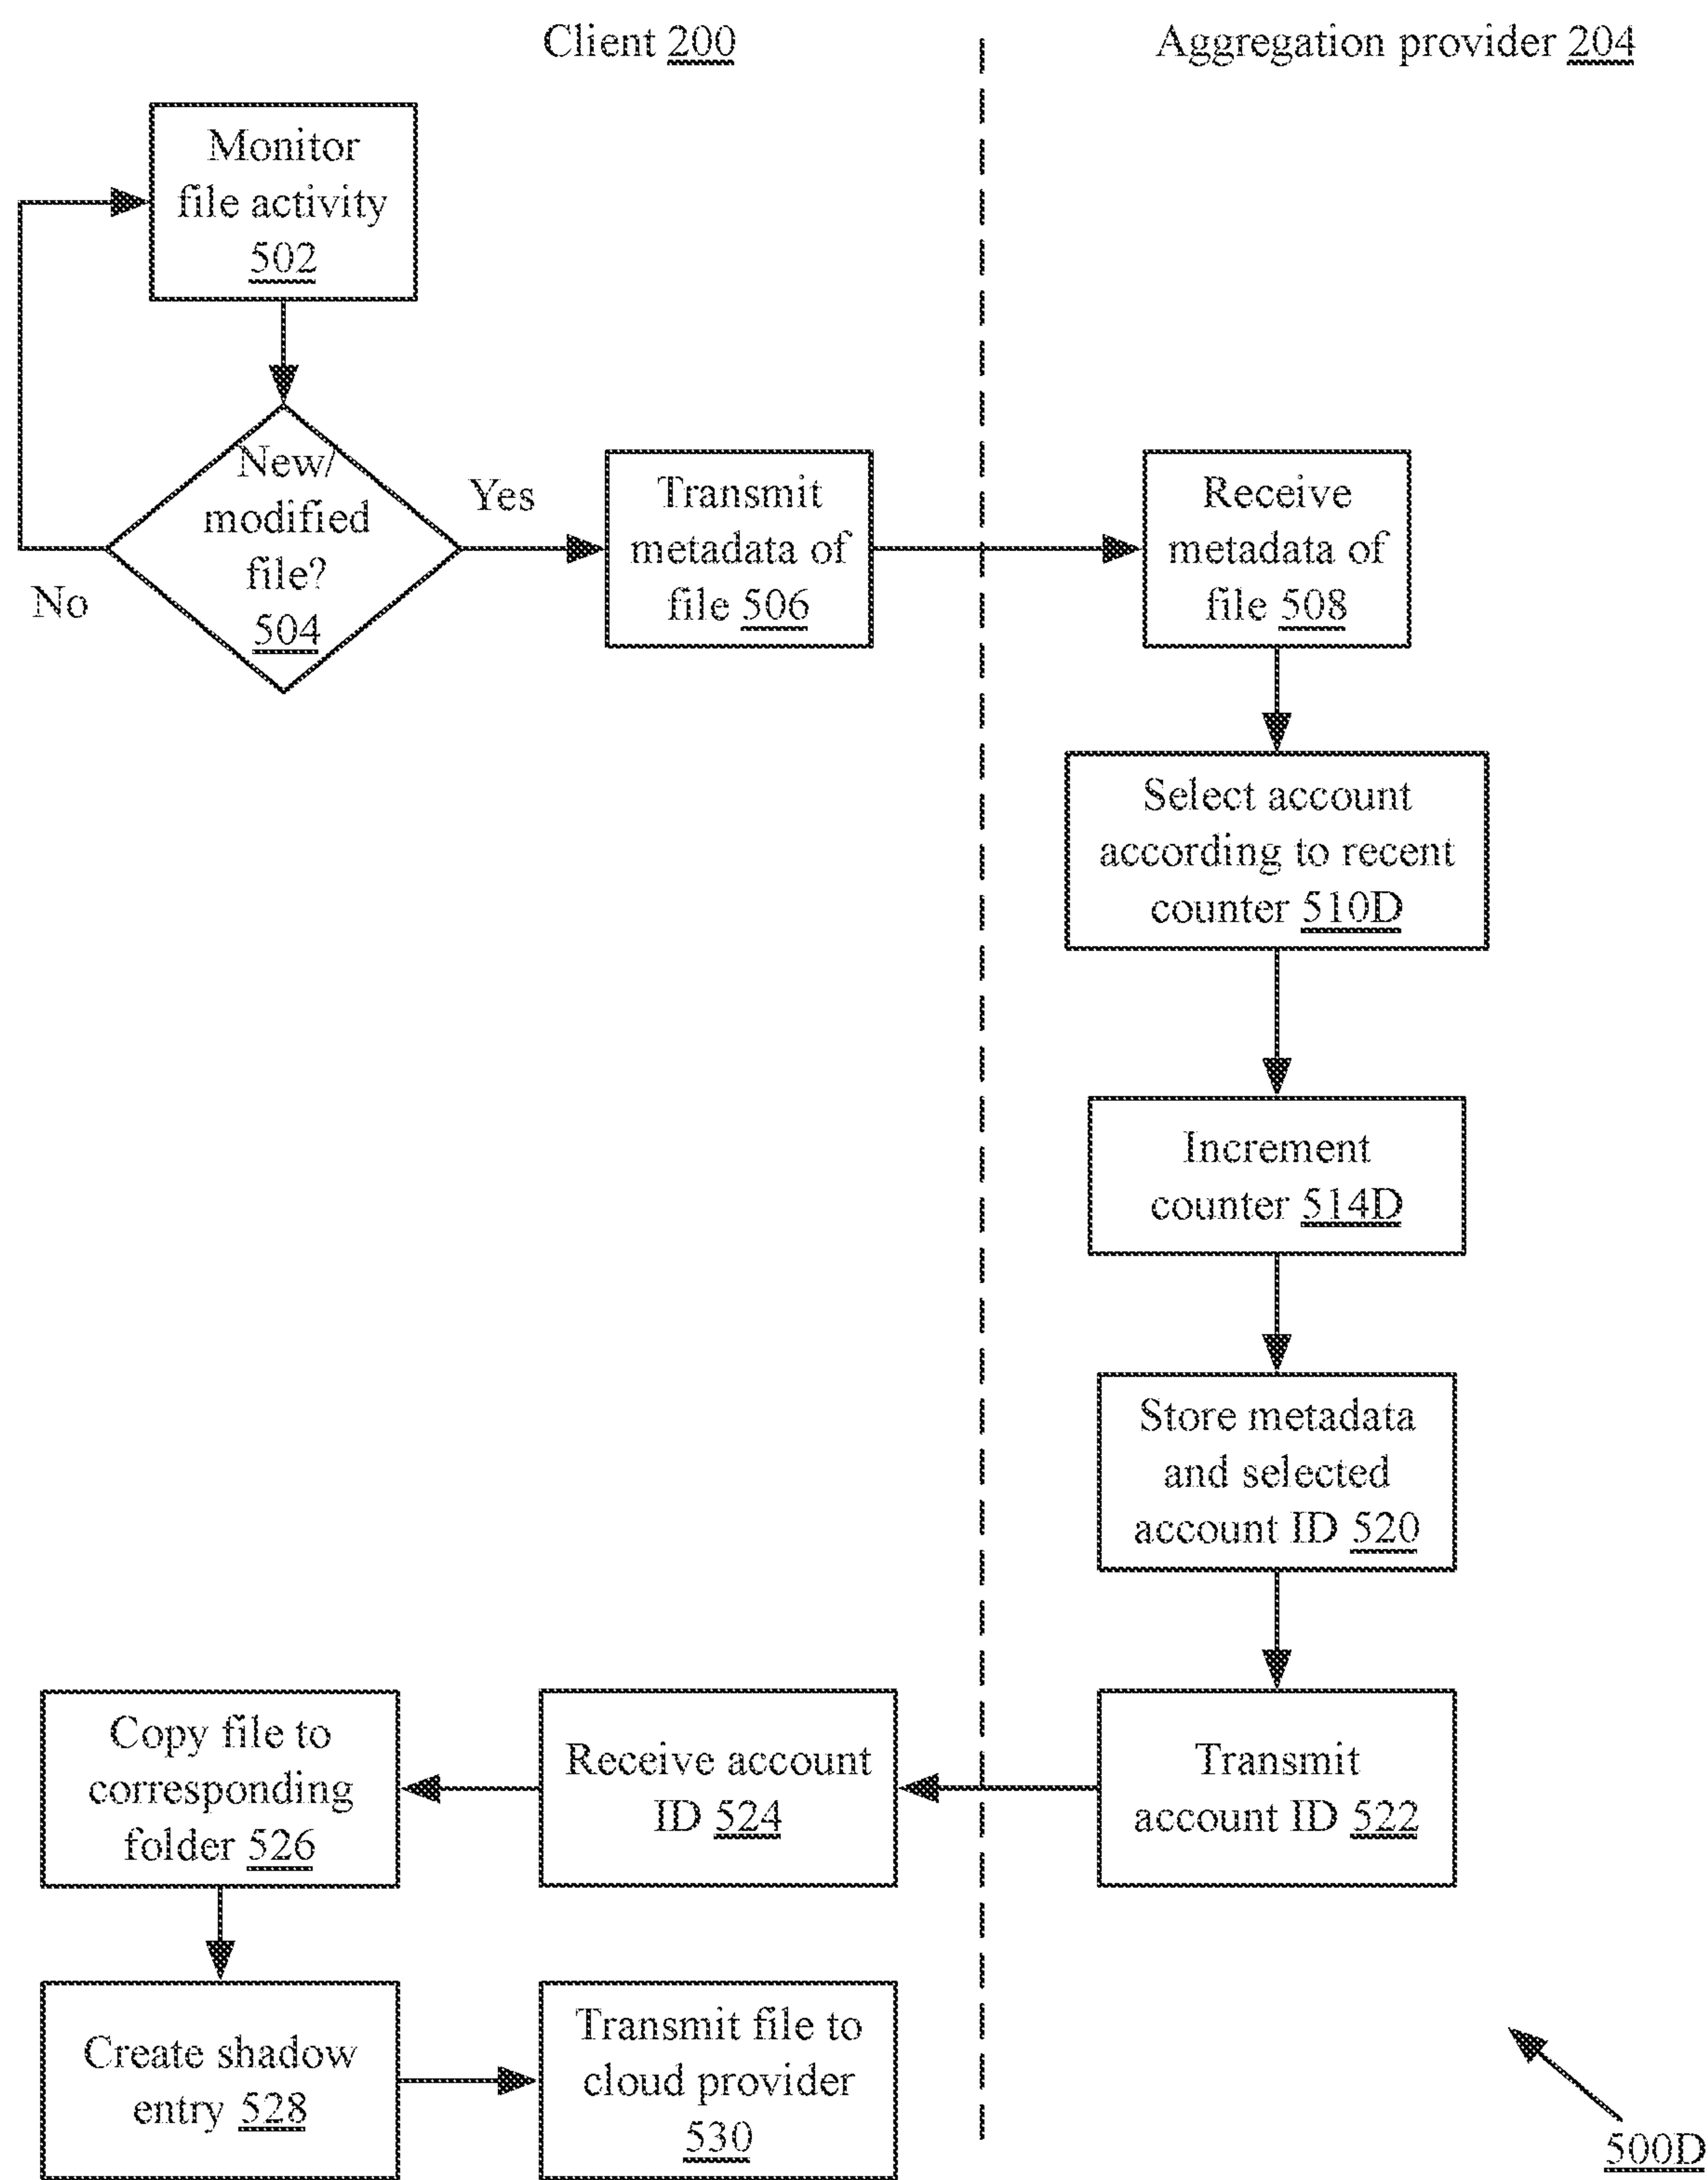 Client 200
Aggregation provider 204
Monitor
file activity
502
New/
modified
file?
504
Yes
No
Transmit
metadata of
file 506
Receive
metadata of
file 508
Select account
according to recent
counter 510D
Increment
counter 514D
Store metadata
and selected
account ID 520
Transmit
account ID 522
Receive account
ID 524
Copy file to
corresponding
folder 526
Create shadow
entry 528
Transmit file to
cloud provider
530
500D